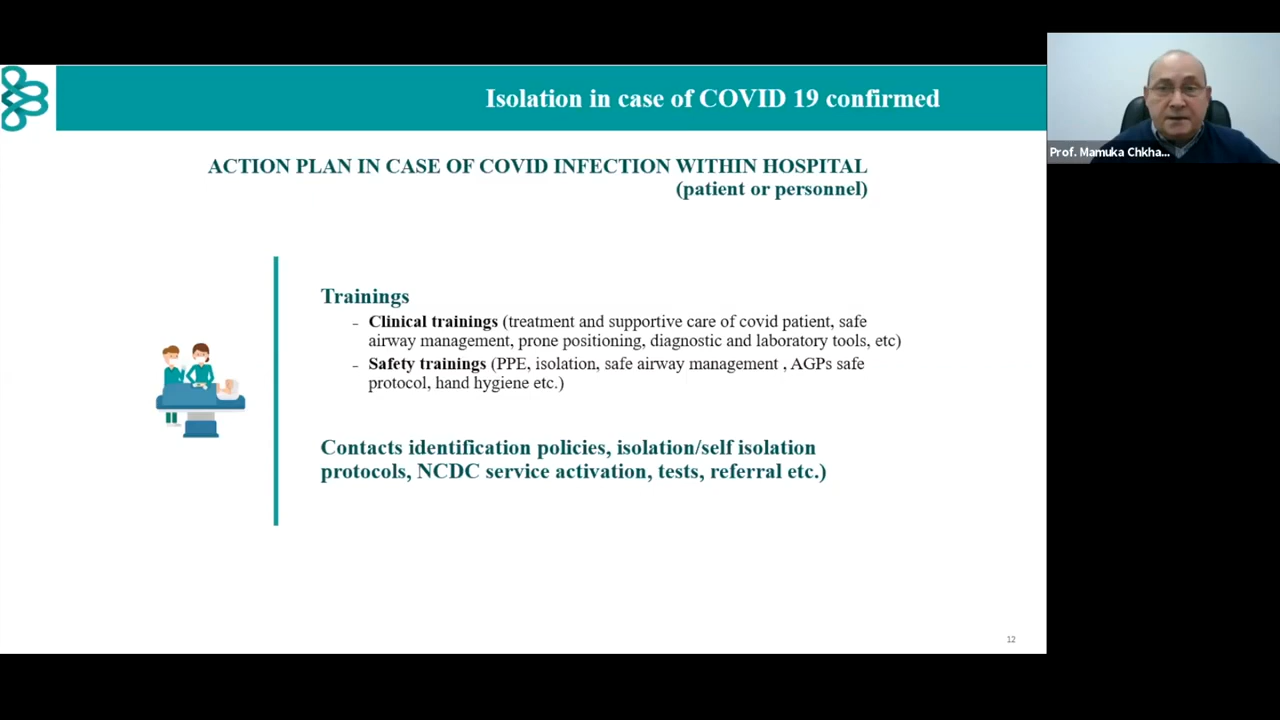 Isolation in case of COVID 19 confirmed
ACTION PLAN IN CASE OF COVID INFECTION WITHIN HOSPITAL
(patient or personnel)
Trainings
- Clinical trainings (treatment and supportive care of covid patient, safe
airway management, prone positioning, diagnostic and laboratory tools, etc)
- Safety trainings (PPE, isolation, safe airway management , AGPs safe
protocol, hand hygiene etc.)
Contacts identification policies, isolation/self isolation
protocols, NCDC service activation, tests, referral etc.)
12
Prof. Mamuka Chkha...